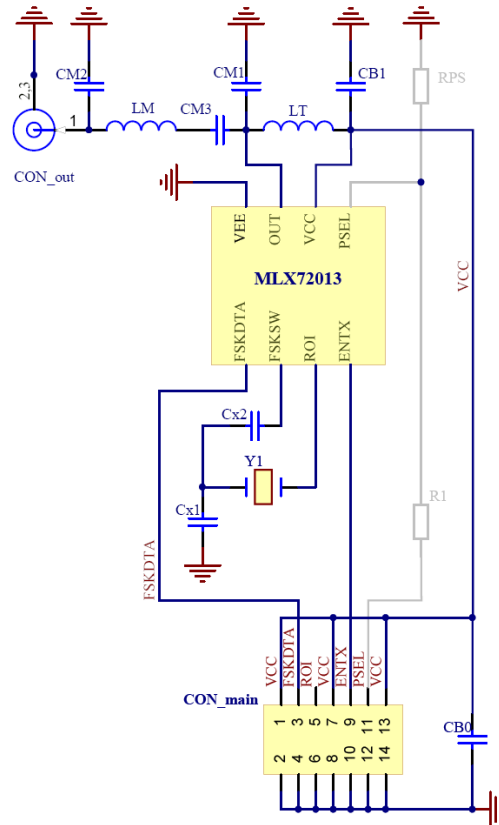 CM2
CM1
CB1
RPS
2,3
LM
CM3
LT
1
CON_out
VEE
OUT
VCC
PSEL
MLX72013
FSKDTA
FSKSW
ROI
ENTX
VCC
Cx2
Y1
Cx1
R1
FSKDTA
VCC
FSKDTA
ROI
VCC
ENTX
PSEL
VCC
CON_main
1 3 5 7 9 11 13
2 4 6 8 10 12 14
CB0